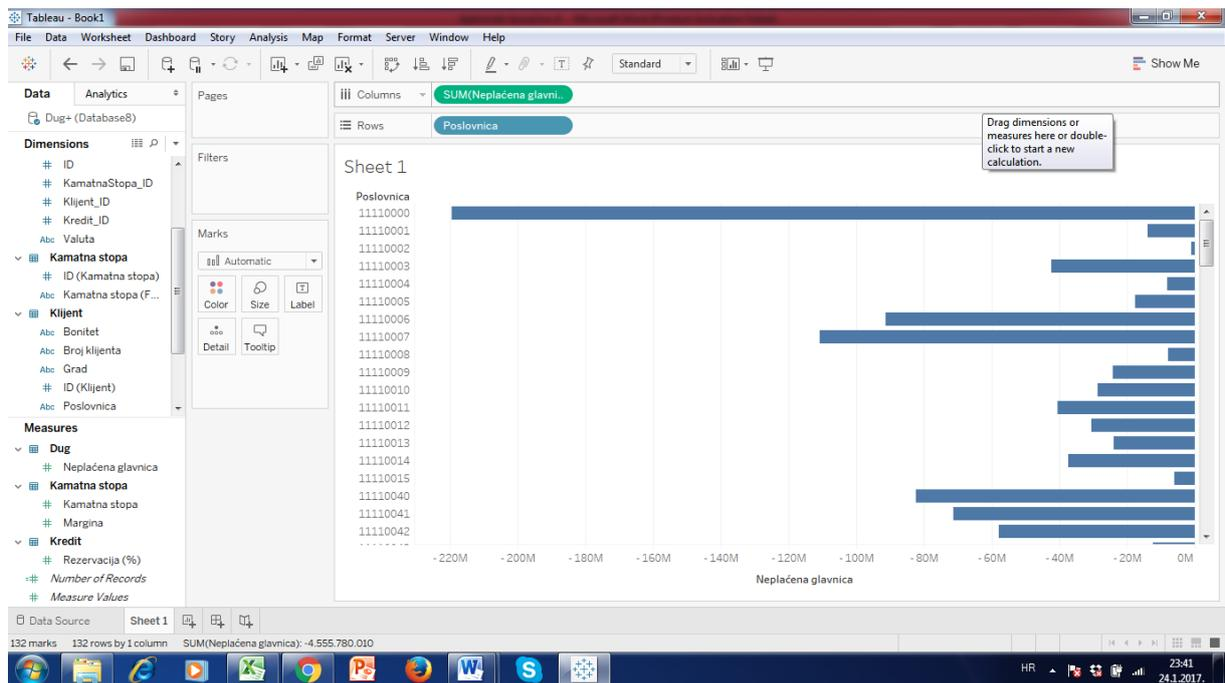 Tableau - Book1
File Data Worksheet Dashboard Story Analysis Map Format Server Window Help
Standard
Show Me
Data Analytics
Pages
Columns SUM(Neplaćena glavni..
Dug+ (Database8)
Rows Poslovnica
Drag dimensions or
measures here or double-
click to start a new
calculation.
Dimensions
ID
KamatnaStopa_ID
Klijent_ID
Kredit_ID
Abc Valuta
Kamatna stopa
ID (Kamatna stopa)
Abc Kamatna stopa (F...
Klijent
Abc Bonitet
Abc Broj klijenta
Abc Grad
ID (Klijent)
Abc Poslovnica
Measures
Dug
Neplaćena glavnica
Kamatna stopa
Kamatna stopa
Margina
Kredit
Rezervacija (%)
Number of Records
Measure Values
Filters
Marks
Automatic
Color Size Label
Detail Tooltip
Sheet 1
Poslovnica
11110000
11110001
11110002
11110003
11110004
11110005
11110006
11110007
11110008
11110009
11110010
11110011
11110012
11110013
11110014
11110015
11110040
11110041
11110042
-220M -200M -180M -160M -140M -120M -100M -80M -60M -40M -20M 0M
Neplaćena glavnica
Data Source Sheet 1
132 marks 132 rows by 1 column SUM(Neplaćena glavnica): -4.555.780.010
HR 23:41
24.1.2017.